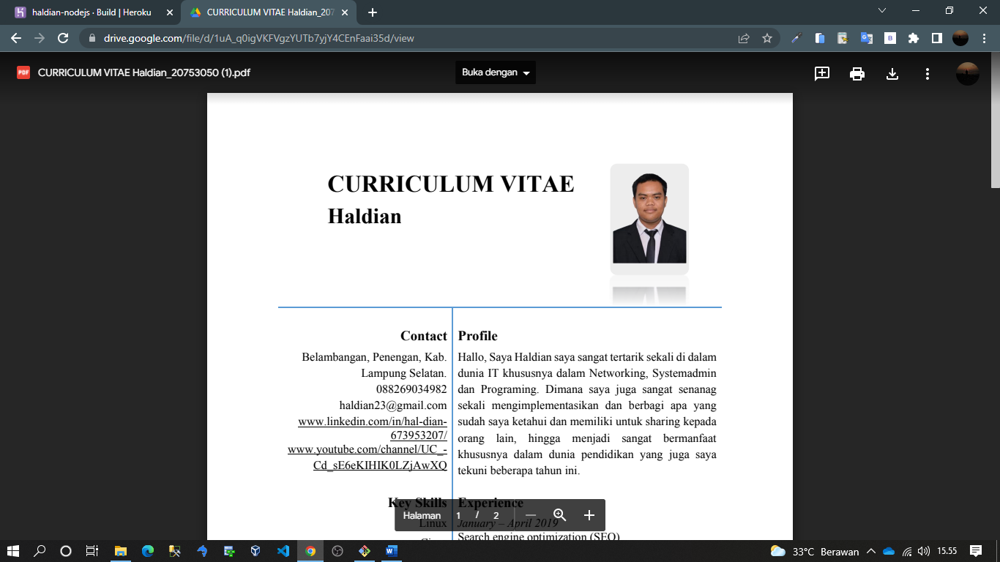 haldian-nodejs · Build | Heroku
CURRICULUM VITAE Haldian_207
drive.google.com/file/d/1uA_q0igVKFVgzYUTb7yjY4CEnFaai35d/view
PDF
CURRICULUM VITAE Haldian_20753050 (1).pdf
Buka dengan
CURRICULUM VITAE
Haldian
Contact
Belambangan, Penengan, Kab.
Lampung Selatan.
088269034982
haldian23@gmail.com
www.linkedin.com/in/hal-dian-
673953207/
www.youtube.com/channel/UC_-
Cd_sE6eKIHIK0LZjAwXQ
Profile
Hallo, Saya Haldian saya sangat tertarik sekali di dalam
dunia IT khususnya dalam Networking, Systemadmin
dan Programing. Dimana saya juga sangat senanag
sekali mengimplementasikan dan berbagi apa yang
sudah saya ketahui dan memiliki untuk sharing kepada
orang lain, hingga menjadi sangat bermanfaat
khususnya dalam dunia pendidikan yang juga saya
tekuni beberapa tahun ini.
Key Skills
Linux
Experience
January – April 2019
Search engine optimization (SEO)
Halaman 1 / 2
33°C Berawan
15.55